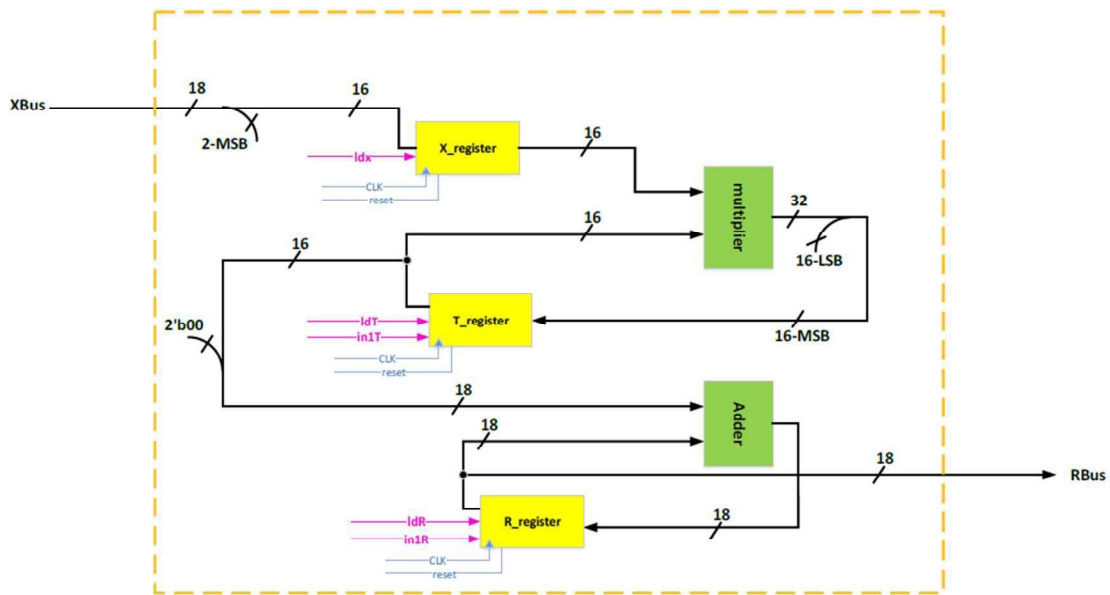 18
16
XBus
2-MSB
X_register
16
ldx
CLK
reset
multiplier
32
16-LSB
16
16
2'b00
ldT
T_register
in1T
16-MSB
CLK
reset
18
Adder
18
18
RBus
ldR
R_register
in1R
18
CLK
reset